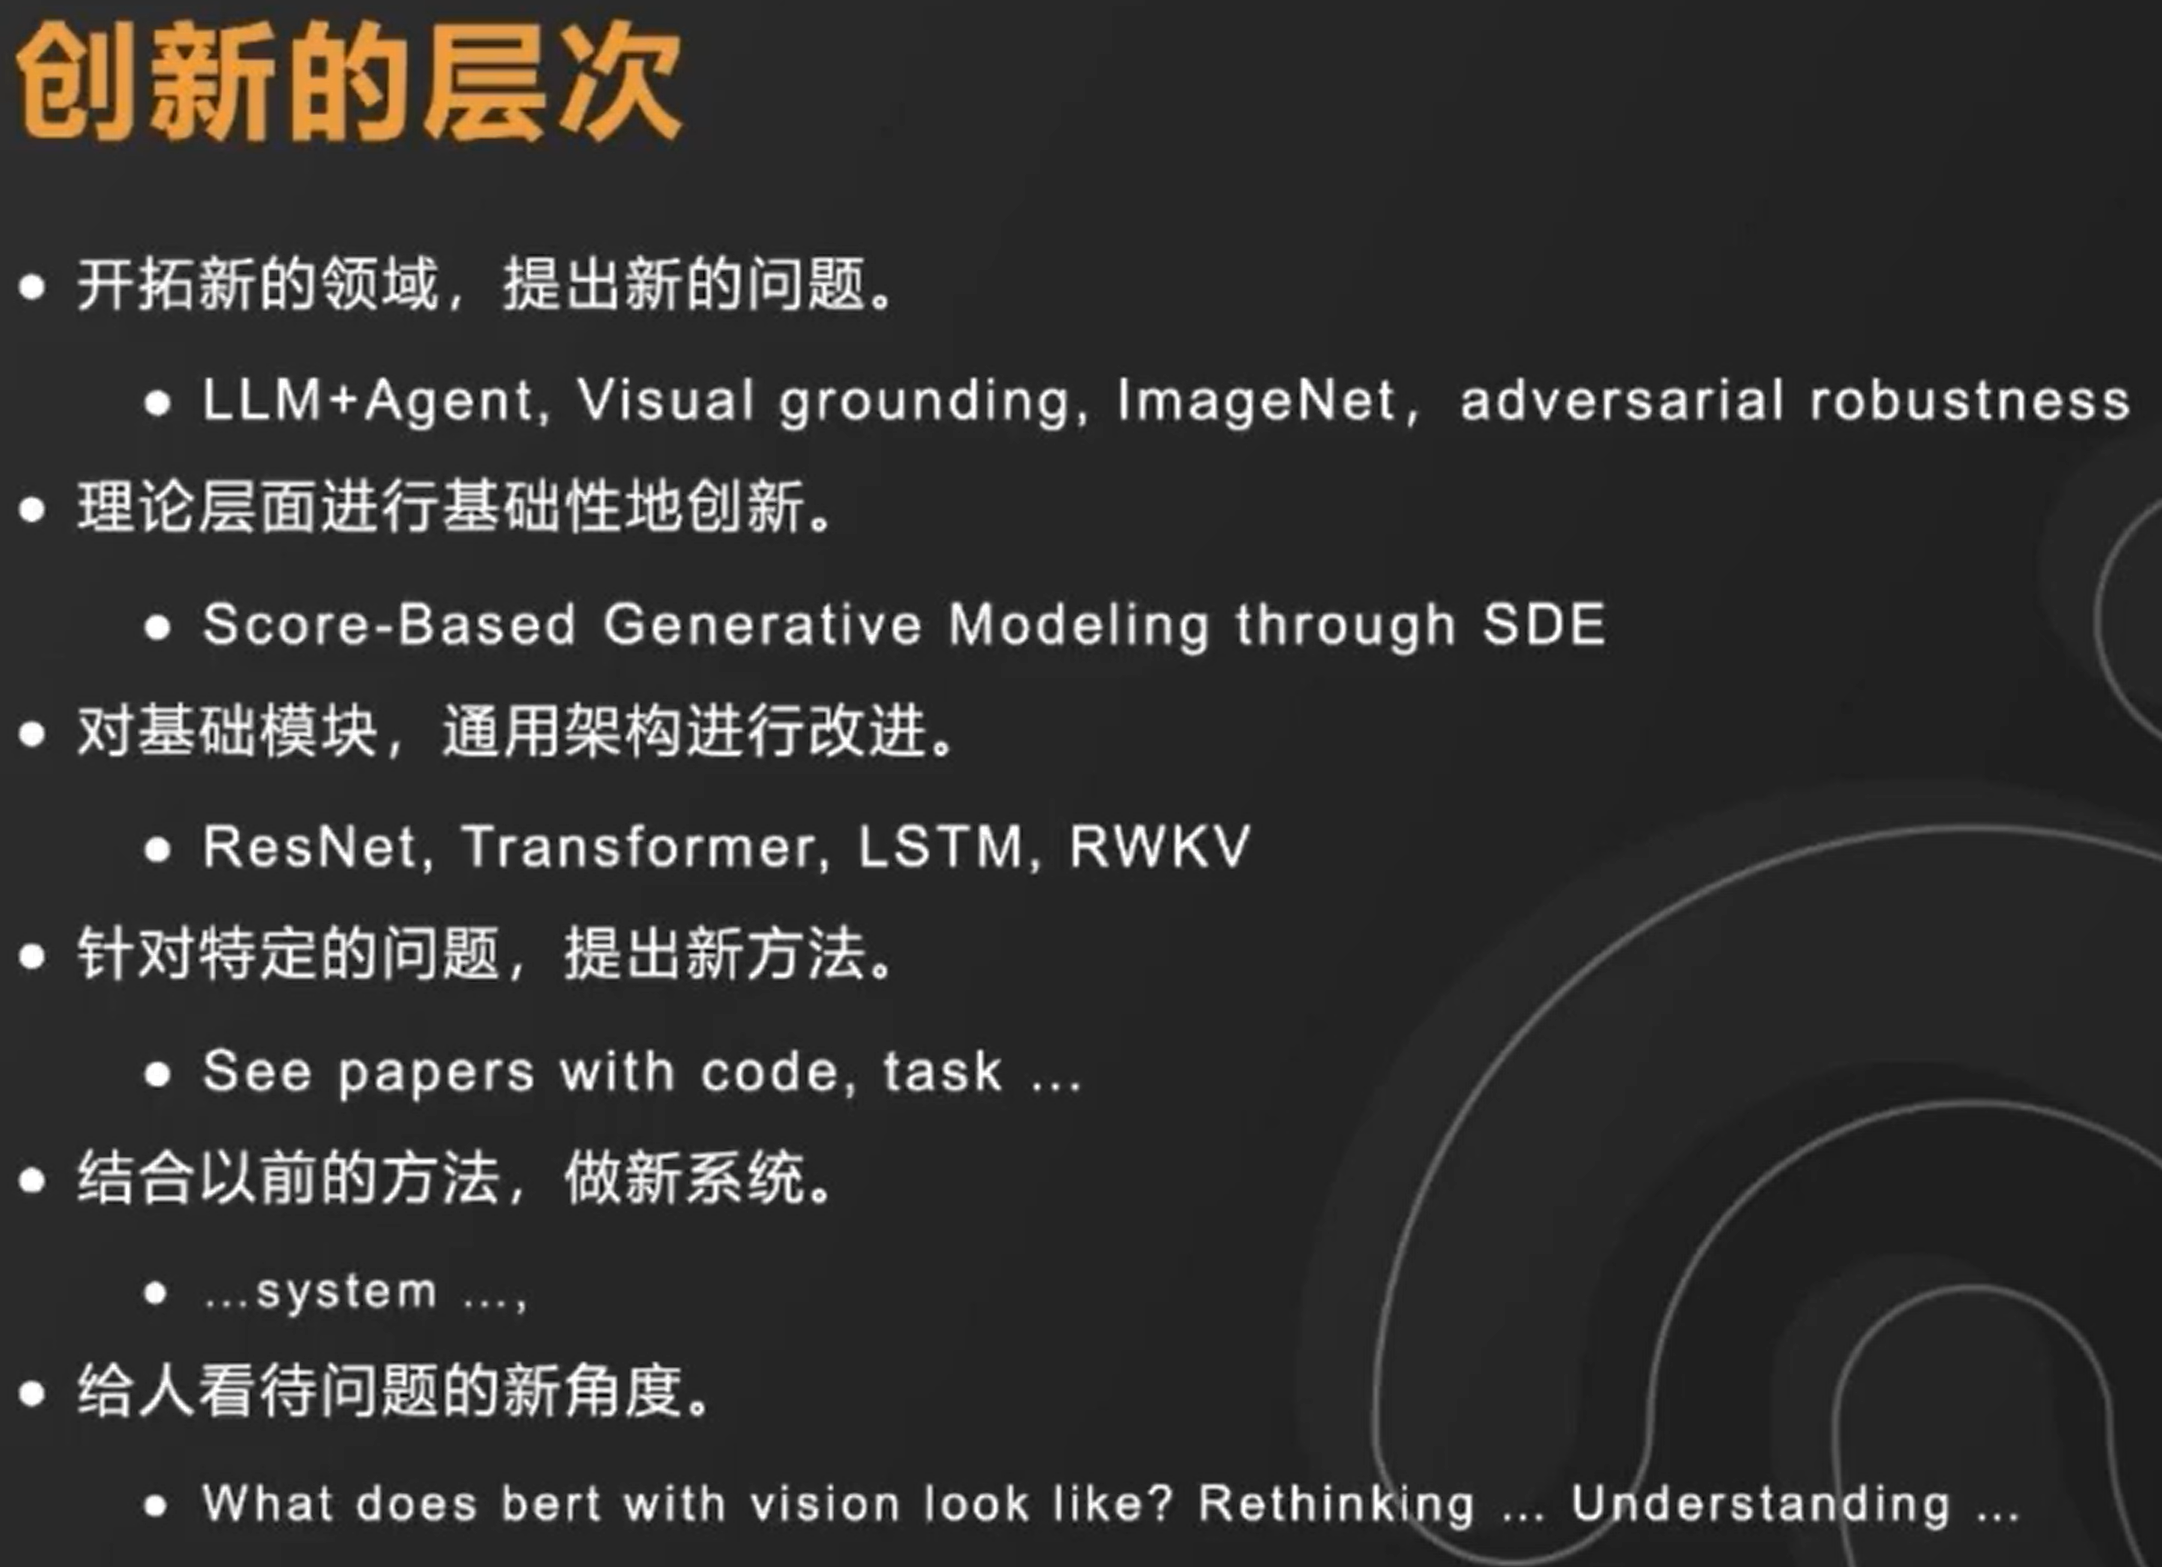 创新的层次
• 开拓新的领域，提出新的问题。
• LLM+Agent, Visual grounding, ImageNet，adversarial robustness
• 理论层面进行基础性地创新。
• Score-Based Generative Modeling through SDE
• 对基础模块，通用架构进行改进。
• ResNet, Transformer, LSTM, RWKV
• 针对特定的问题，提出新方法。
• See papers with code, task ...
• 结合以前的方法，做新系统。
• ...system ...,
• 给人看待问题的新角度。
• What does bert with vision look like? Rethinking ... Understanding ...